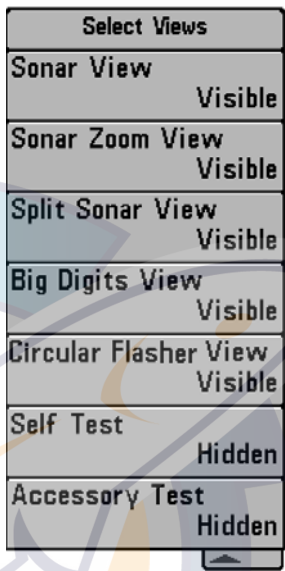 Select Views
Sonar View
Visible
Sonar Zoom View
Visible
Split Sonar View
Visible
Big Digits View
Visible
Circular Flasher View
Visible
Self Test
Hidden
Accessory Test
Hidden